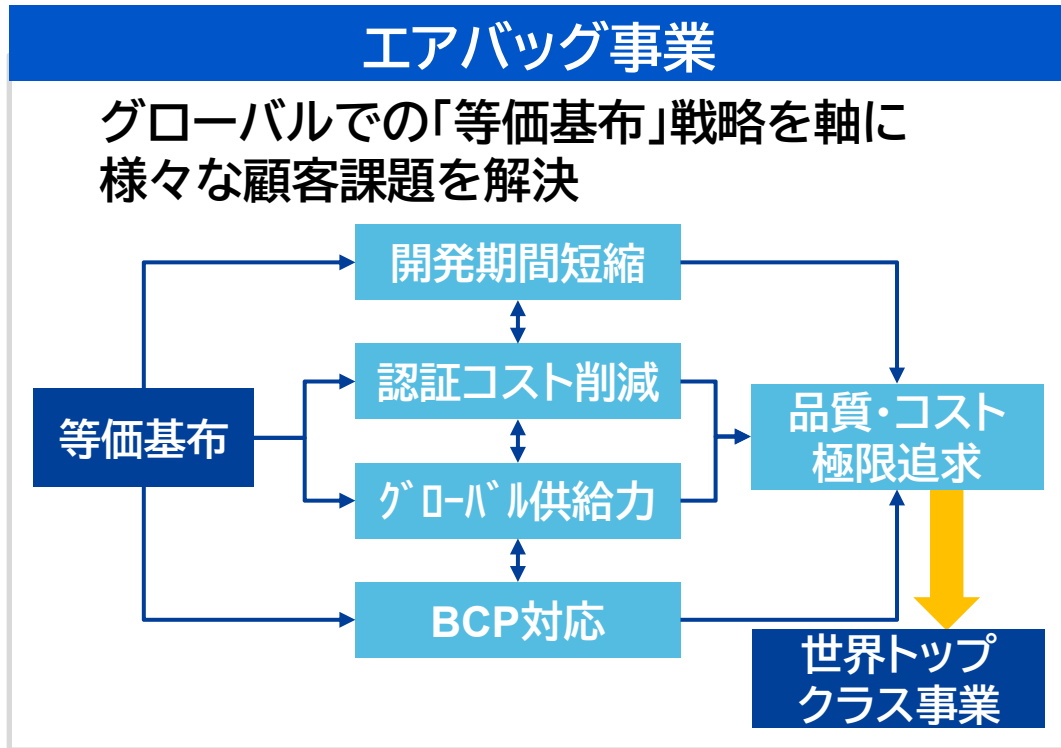 エアバッグ事業
グローバルでの｢等価基布｣戦略を軸に
様々な顧客課題を解決
開発期間短縮
認証コスト削減
等価基布
ｸﾞﾛｰﾊﾞﾙ供給力
BCP対応
品質・コスト
極限追求
世界トップ
クラス事業